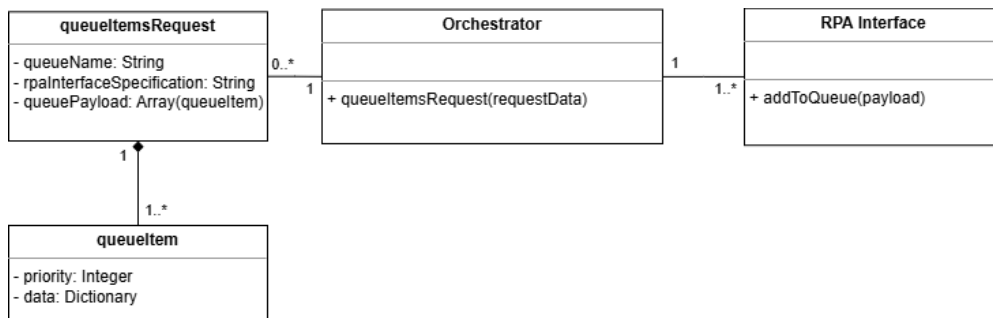 queueItemsRequest
- queueName: String
- rpaInterfaceSpecification: String
- queuePayload: Array(queueItem)
0..*
1
Orchestrator
+ queueItemsRequest(requestData)
1
1..*
RPA Interface
+ addToQueue(payload)
1
1..*
queueItem
- priority: Integer
- data: Dictionary